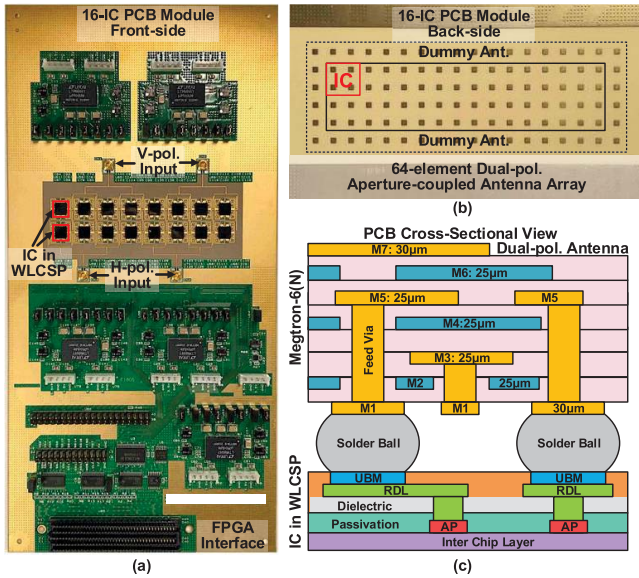 16-IC PCB Module
Front-side
V-pol.
Input
IC in
WLCSP
H-pol.
Input
FPGA
Interface
(a)
16-IC PCB Module
Back-side
Dummy Ant.
IC
Dummy Ant.
64-element Dual-pol.
Aperture-coupled Antenna Array
(b)
PCB Cross-Sectional View
M7: 30μm
Dual-pol. Antenna
M6: 25μm
M5: 25μm
M5
Megtron-6(N)
M4:25μm
Feed Via
M3: 25μm
M2
25μm
M1
M1
30μm
Solder Ball
Solder Ball
UBM
UBM
RDL
RDL
IC in WLCSP
Dielectric
Passivation
AP
AP
Inter Chip Layer
(c)